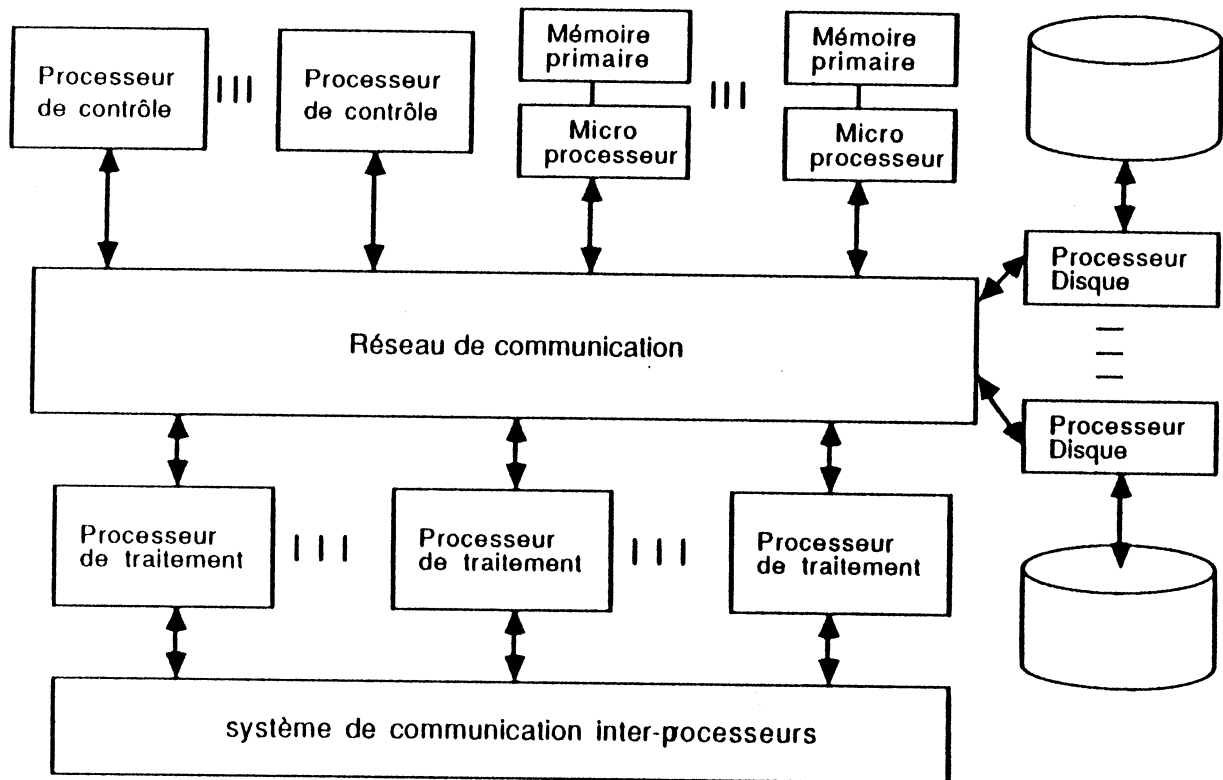 Processeur
de contrôle
Processeur
de contrôle
Mémoire
primaire
Micro
processeur
Mémoire
primaire
Micro
processeur
Processeur
Disque
Réseau de communication
Processeur
Disque
Processeur
de traitement
Processeur
de traitement
Processeur
de traitement
système de communication inter-processeurs